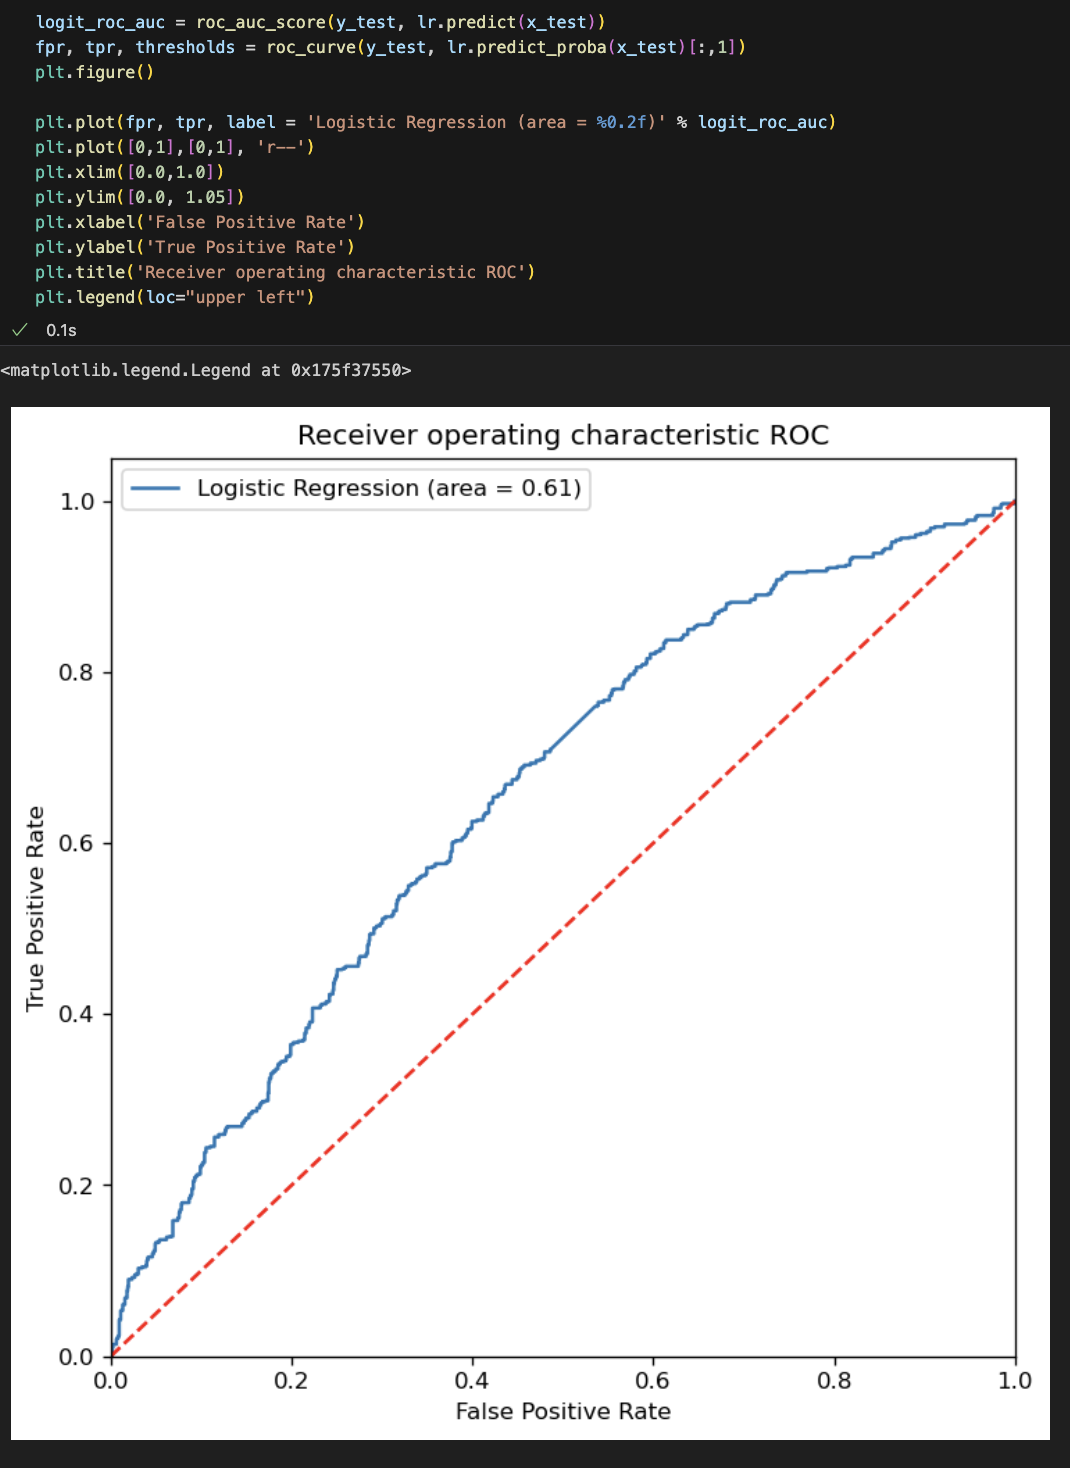 logit_roc_auc = roc_auc_score(y_test, lr.predict(x_test))
fpr, tpr, thresholds = roc_curve(y_test, lr.predict_proba(x_test)[:,1])
plt.figure()
plt.plot(fpr, tpr, label = 'Logistic Regression (area = %0.2f)' % logit_roc_auc)
plt.plot([0,1],[0,1], 'r--')
plt.xlim([0.0,1.0])
plt.ylim([0.0, 1.05])
plt.xlabel('False Positive Rate')
plt.ylabel('True Positive Rate')
plt.title('Receiver operating characteristic ROC')
plt.legend(loc="upper left")
0.1s
<matplotlib.legend.Legend at 0x175f37550>
Receiver operating characteristic ROC
Logistic Regression (area = 0.61)
1.0
0.8
0.6
0.4
0.2
0.0
True Positive Rate
0.0 0.2 0.4 0.6 0.8 1.0
False Positive Rate